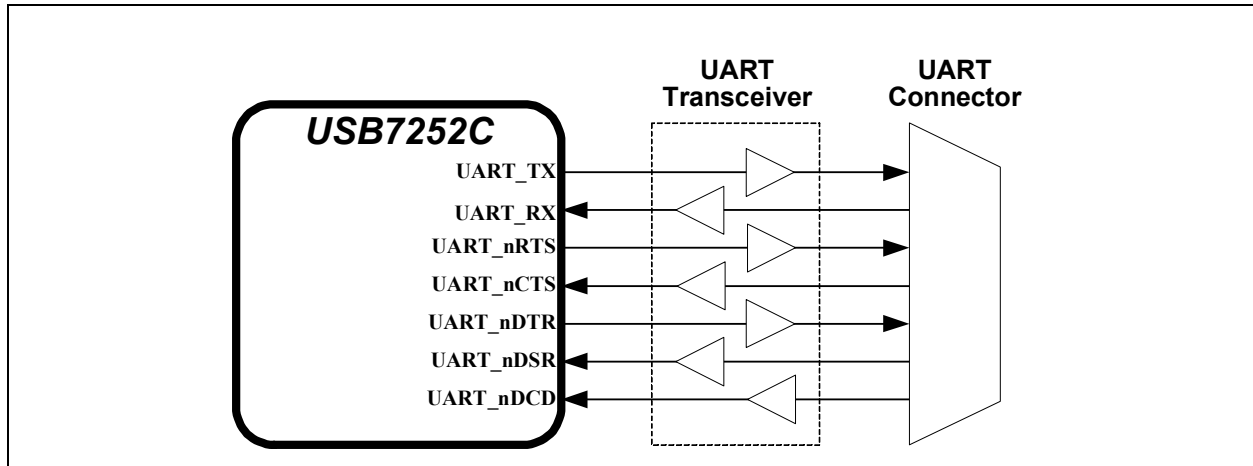 UART
Transceiver
UART
Connector
USB7252C
UART_TX
UART_RX
UART_nRTS
UART_nCTS
UART_nDTR
UART_nDSR
UART_nDCD